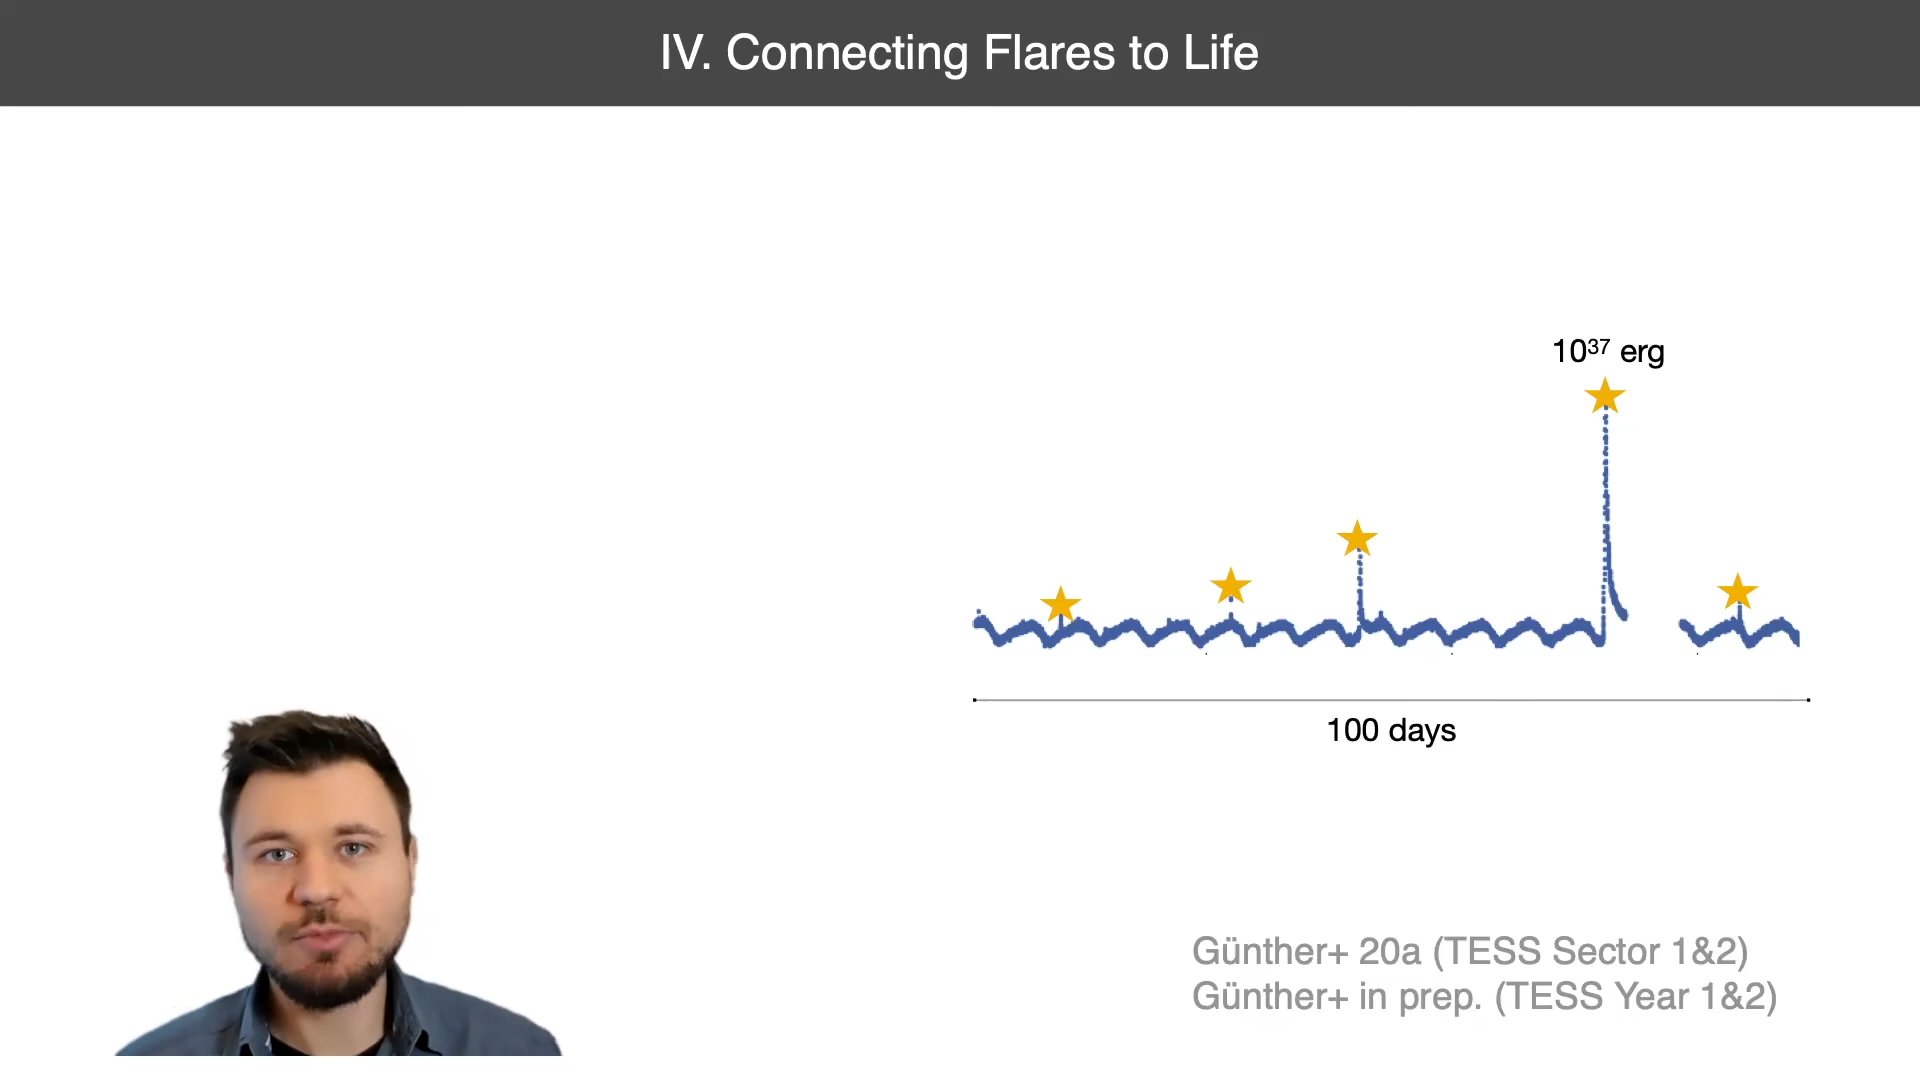 IV. Connecting Flares to Life
10³⁷ erg
100 days
Günther+ 20a (TESS Sector 1&2)
Günther+ in prep. (TESS Year 1&2)